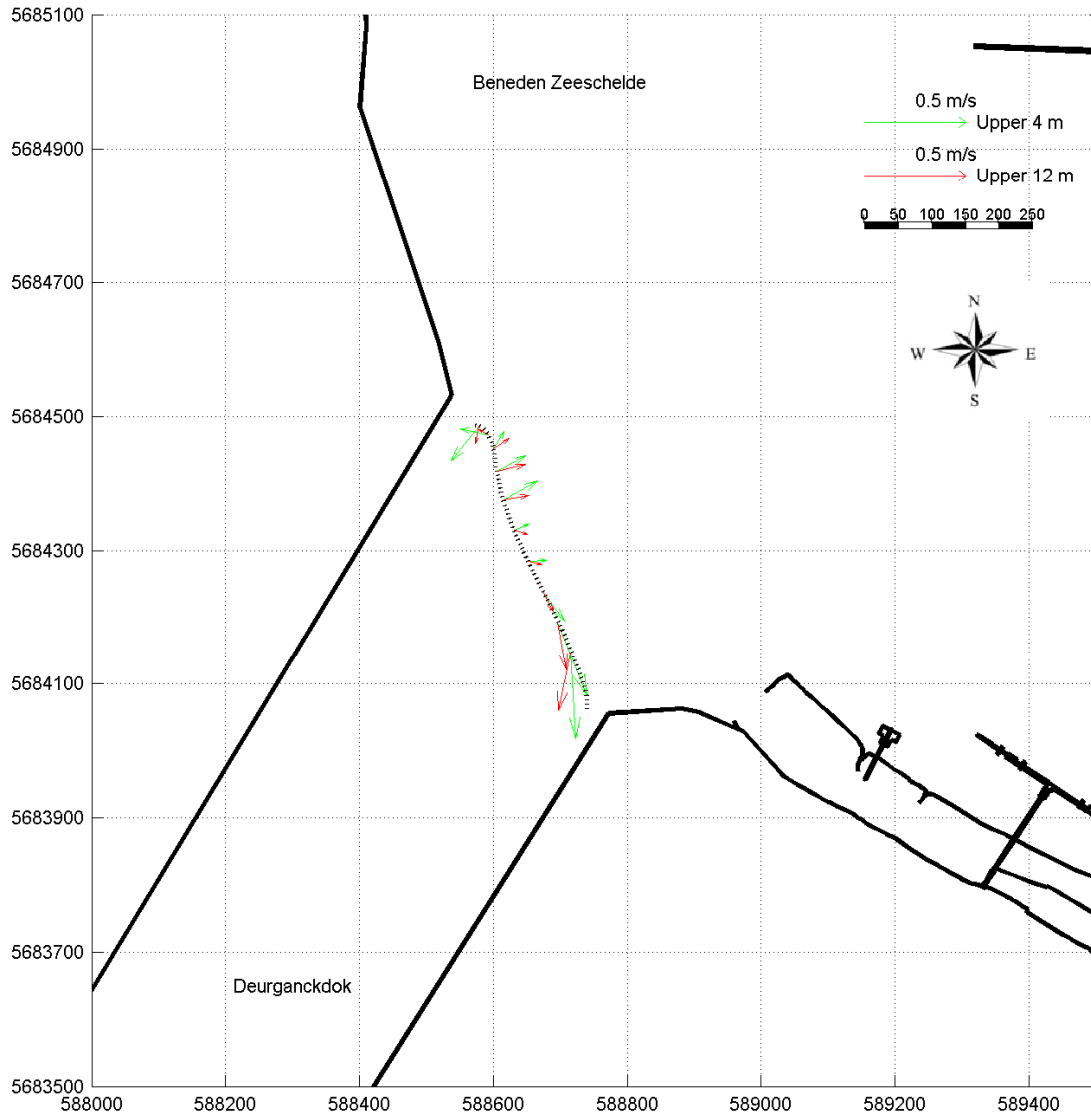 5685100
Beneden Zeeschelde
0.5 m/s
Upper 4 m
5684900
0.5 m/s
Upper 12 m
0 50 100 150 200 250
5684700
N
W E
S
5684500
5684300
5684100
5683900
5683700
Deurganckdok
5683500
588000 588200 588400 588600 588800 589000 589200 589400